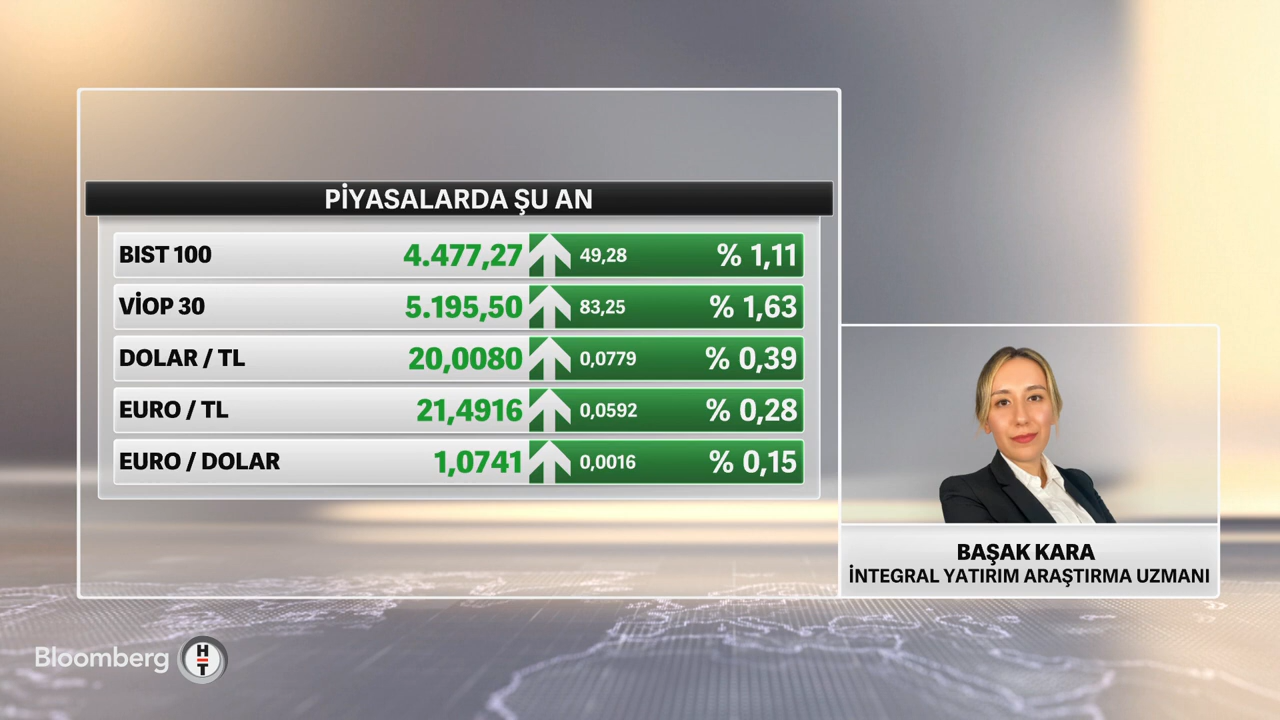 PİYASALARDA ŞU AN
BIST 100 4.477,27 49,28 % 1,11
VİOP 30 5.195,50 83,25 % 1,63
DOLAR / TL 20,0080 0,0779 % 0,39
EURO / TL 21,4916 0,0592 % 0,28
EURO / DOLAR 1,0741 0,0016 % 0,15
BAŞAK KARA
İNTEGRAL YATIRIM ARAŞTIRMA UZMANI
Bloomberg HT